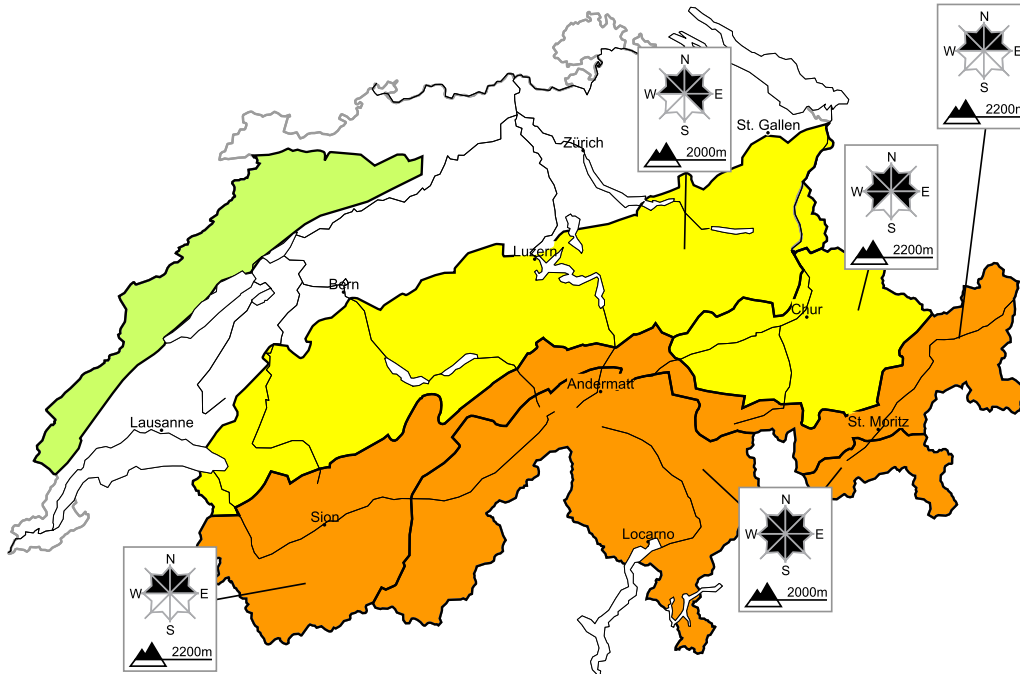 N
W E
S
2200m
N
W E
S
2000m
St. Gallen
Zürich
N
W E
S
2200m
Luzern
Bern
Chur
Andermatt
Lausanne
St. Moritz
N
W E
S
2000m
Sion
Locarno
N
W E
S
2200m